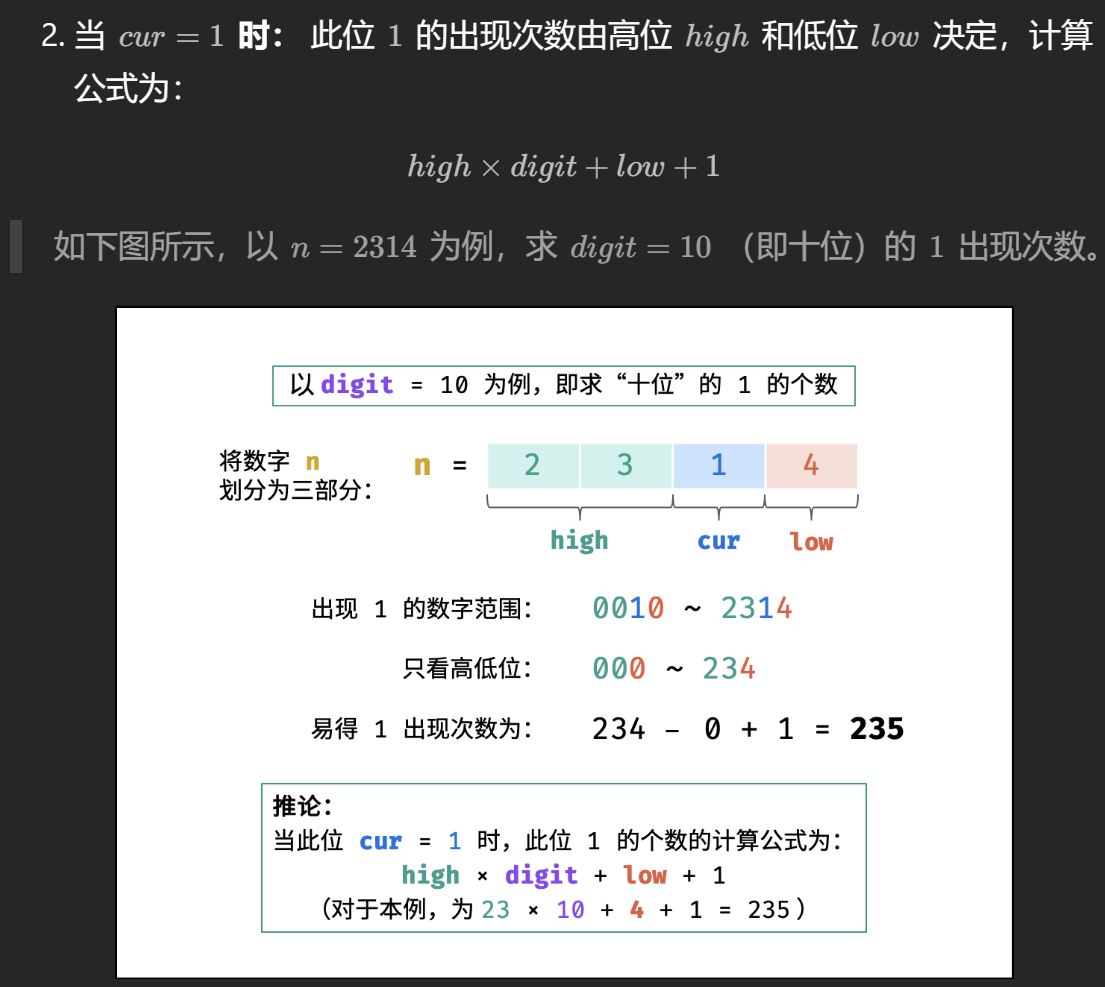 2. 当 cur = 1 时： 此位 1 的出现次数由高位 high 和低位 low 决定，计算
公式为：
high × digit + low + 1
如下图所示，以 n = 2314 为例，求 digit = 10 （即十位）的 1 出现次数。
以 digit = 10 为例，即求“十位”的 1 的个数
将数字 n
划分为三部分：
n = 2 3 1 4
high cur low
出现 1 的数字范围： 0010 ~ 2314
只看高低位： 000 ~ 234
易得 1 出现次数为： 234 - 0 + 1 = 235
推论：
当此位 cur = 1 时，此位 1 的个数的计算公式为：
high × digit + low + 1
（对于本例，为 23 × 10 + 4 + 1 = 235）